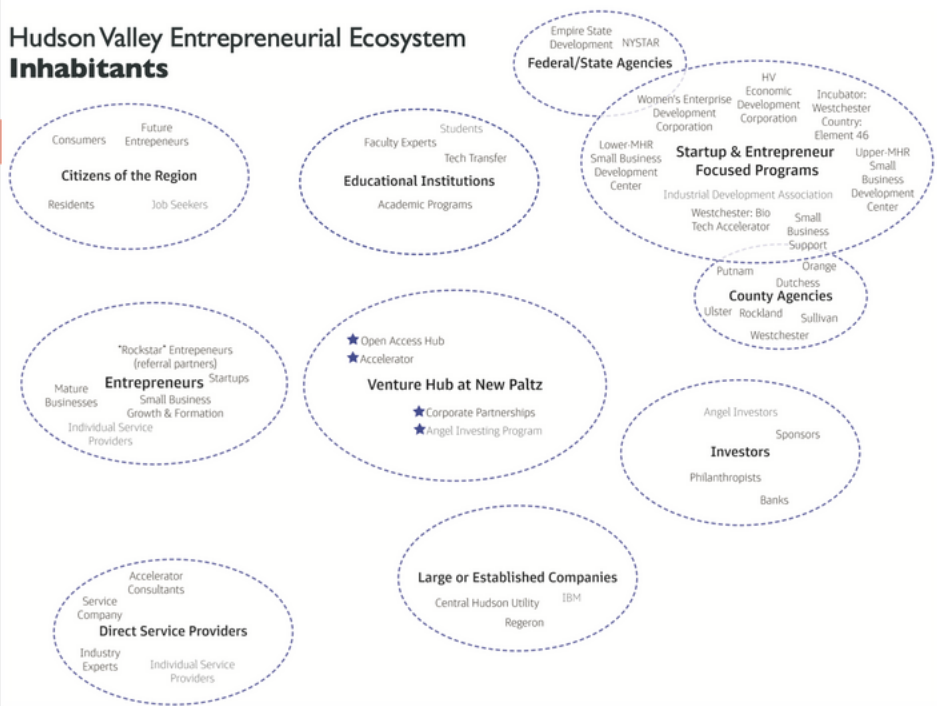 Hudson Valley Entrepreneurial Ecosystem
Inhabitants
Empire State
Development NYSTAR
Federal/State Agencies
Consumers
Future
Entrepeneurs
Citizens of the Region
Residents
Job Seekers
Students
Faculty Experts
Tech Transfer
Educational Institutions
Academic Programs
HV
Economic
Development
Corporation
Women's Enterprise
Development
Corporation
Incubator:
Westchester
Country:
Element 46
Lower-MHR
Small Business
Development
Center
Startup & Entrepreneur
Focused Programs
Upper-MHR
Small
Business
Development
Center
Industrial Development Association
Westchester: Bio
Tech Accelerator
Small
Business
Support
Putnam
Orange
Dutchess
County Agencies
Ulster
Rockland
Sullivan
Westchester
"Rockstar" Entrepeneurs
(referral partners)
Entrepreneurs
Startups
Mature
Businesses
Small Business
Growth & Formation
Individual Service
Providers
Open Access Hub
Accelerator
Venture Hub at New Paltz
Corporate Partnerships
Angel Investing Program
Angel Investors
Sponsors
Investors
Philanthropists
Banks
Accelerator
Consultants
Service
Company
Direct Service Providers
Industry
Experts
Individual Service
Providers
Large or Established Companies
Central Hudson Utility
IBM
Regeron